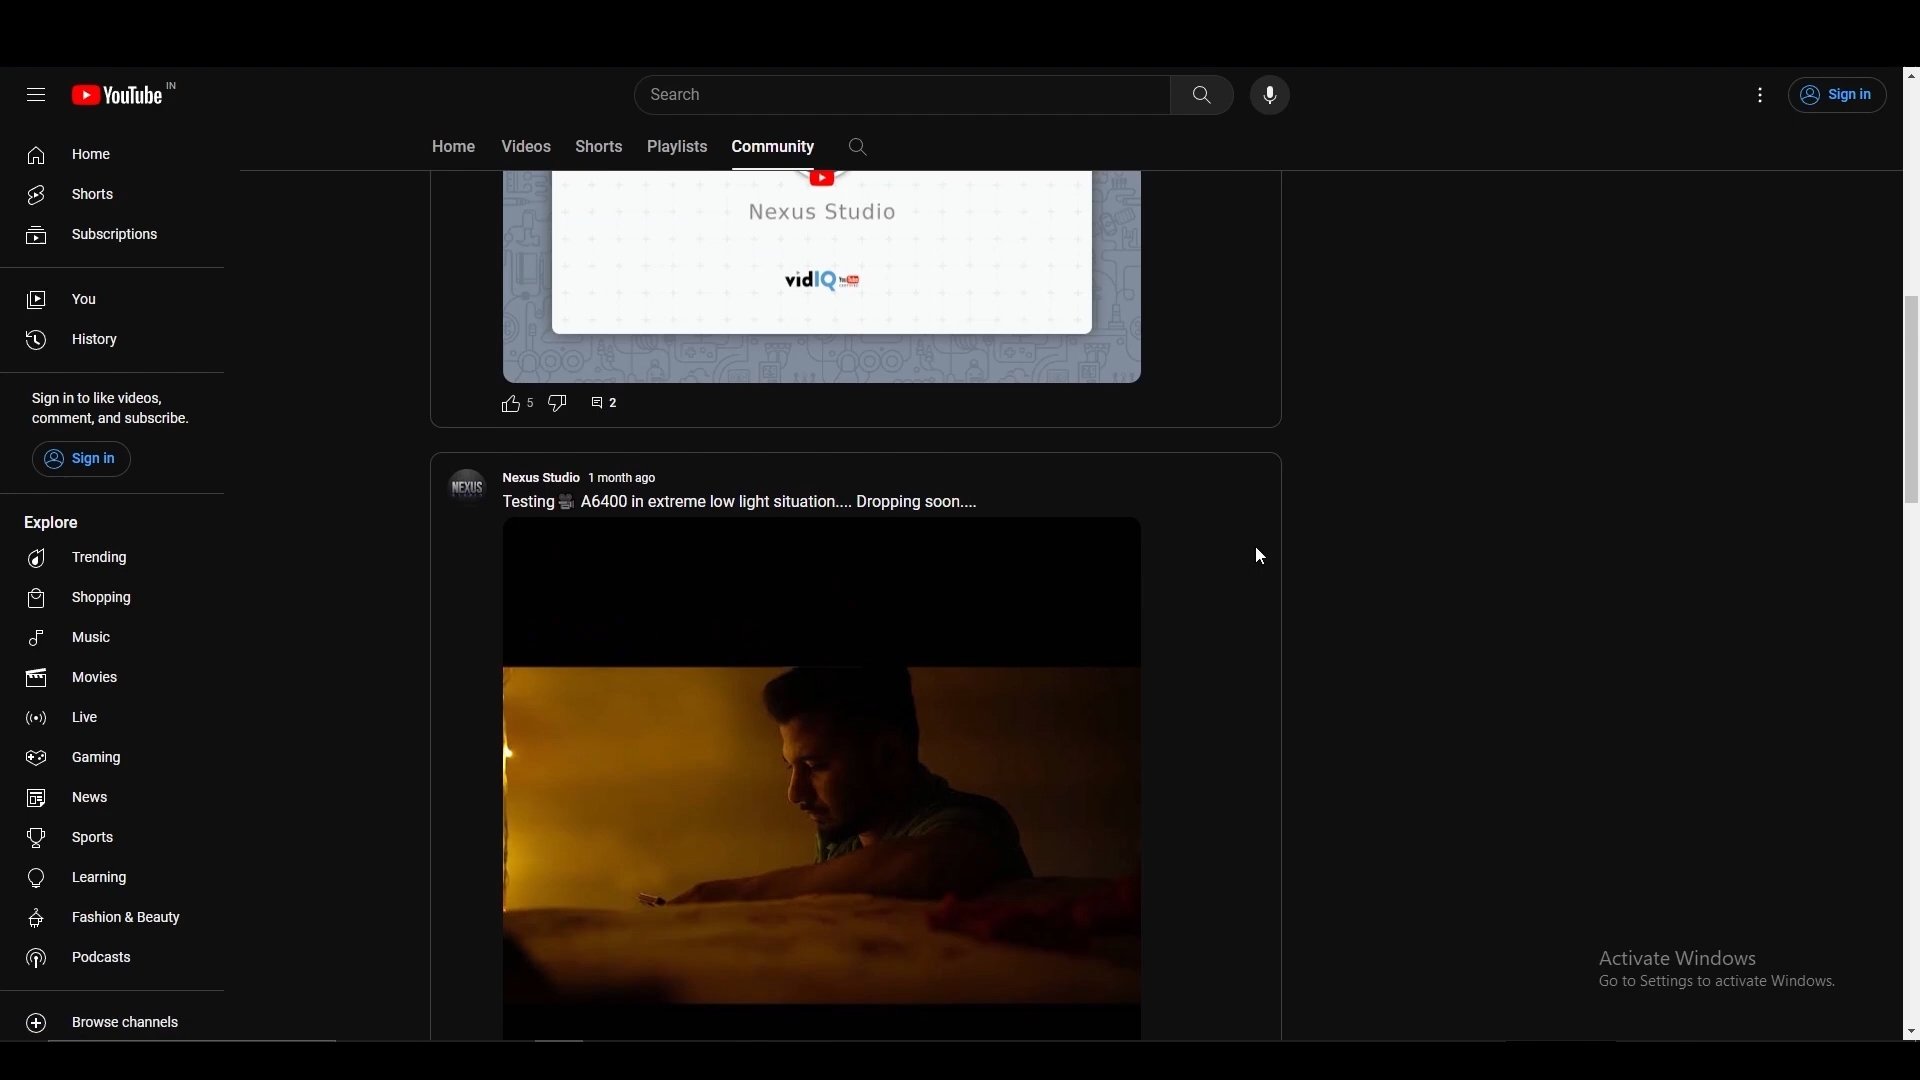 YouTube IN
Search
Sign in
Home
Videos
Shorts
Playlists
Community
Home
Shorts
Subscriptions
You
History
Sign in to like videos,
comment, and subscribe.
Sign in
Explore
Trending
Shopping
Music
Movies
Live
Gaming
News
Sports
Learning
Fashion & Beauty
Podcasts
Browse channels
Nexus Studio
vidIQ
5
2
NEXUS
Nexus Studio 1 month ago
Testing 🎥 A6400 in extreme low light situation.... Dropping soon....
Activate Windows
Go to Settings to activate Windows.